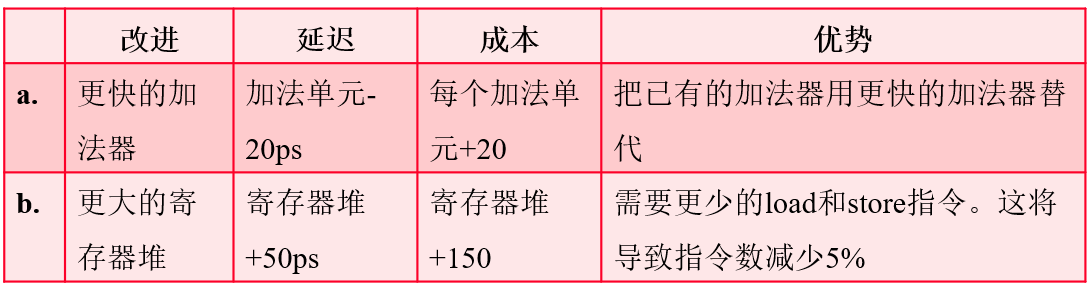 改进 延迟 成本 优势
a. 更快的加 加法单元- 每个加法单 把已有的加法器用更快的加法器替
法器 20ps 元+20 代
b. 更大的寄 寄存器堆 寄存器堆 需要更少的load和store指令。这将
存器堆 +50ps +150 导致指令数减少5%